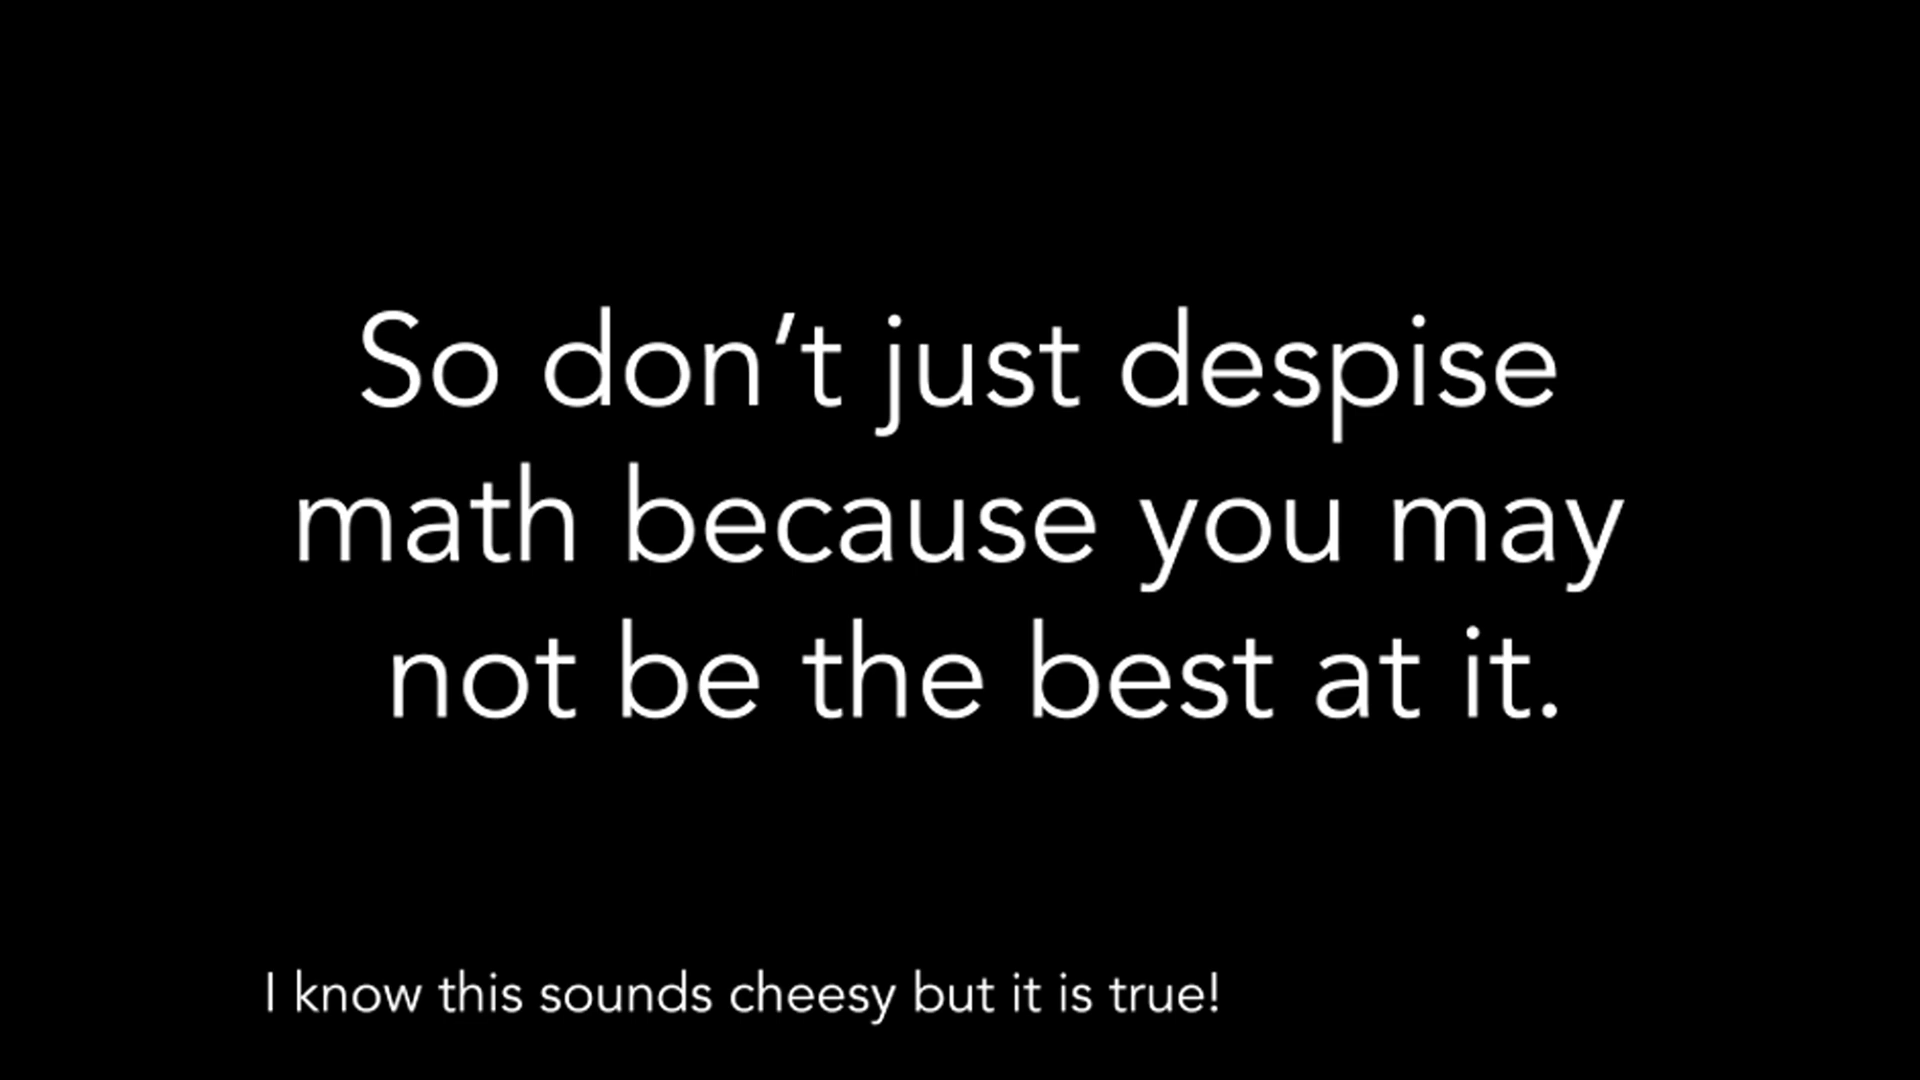 So don’t just despise
math because you may
not be the best at it.
I know this sounds cheesy but it is true!